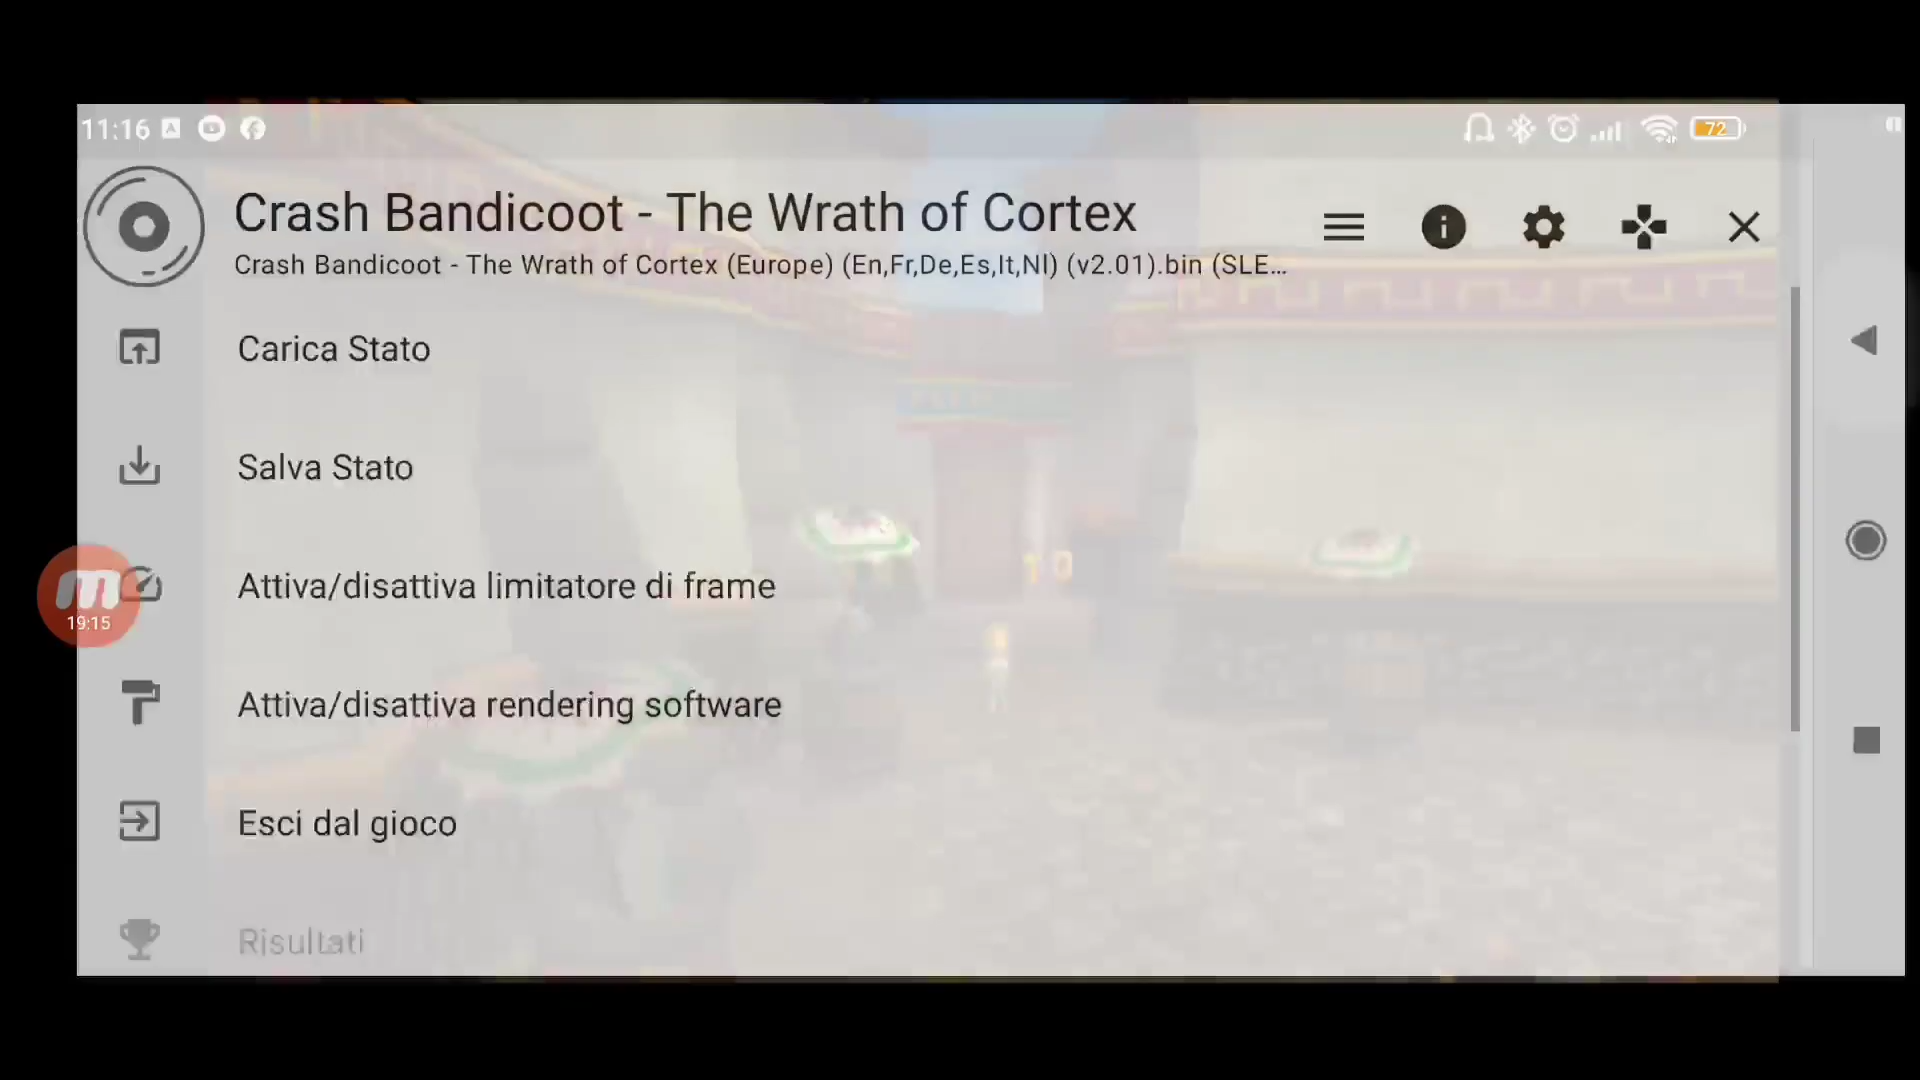 11:16
72
Crash Bandicoot - The Wrath of Cortex
Crash Bandicoot - The Wrath of Cortex (Europe) (En,Fr,De,Es,It,Nl) (v2.01).bin (SLE...
Carica Stato
Salva Stato
Attiva/disattiva limitatore di frame
19:15
Attiva/disattiva rendering software
Esci dal gioco
Risultati